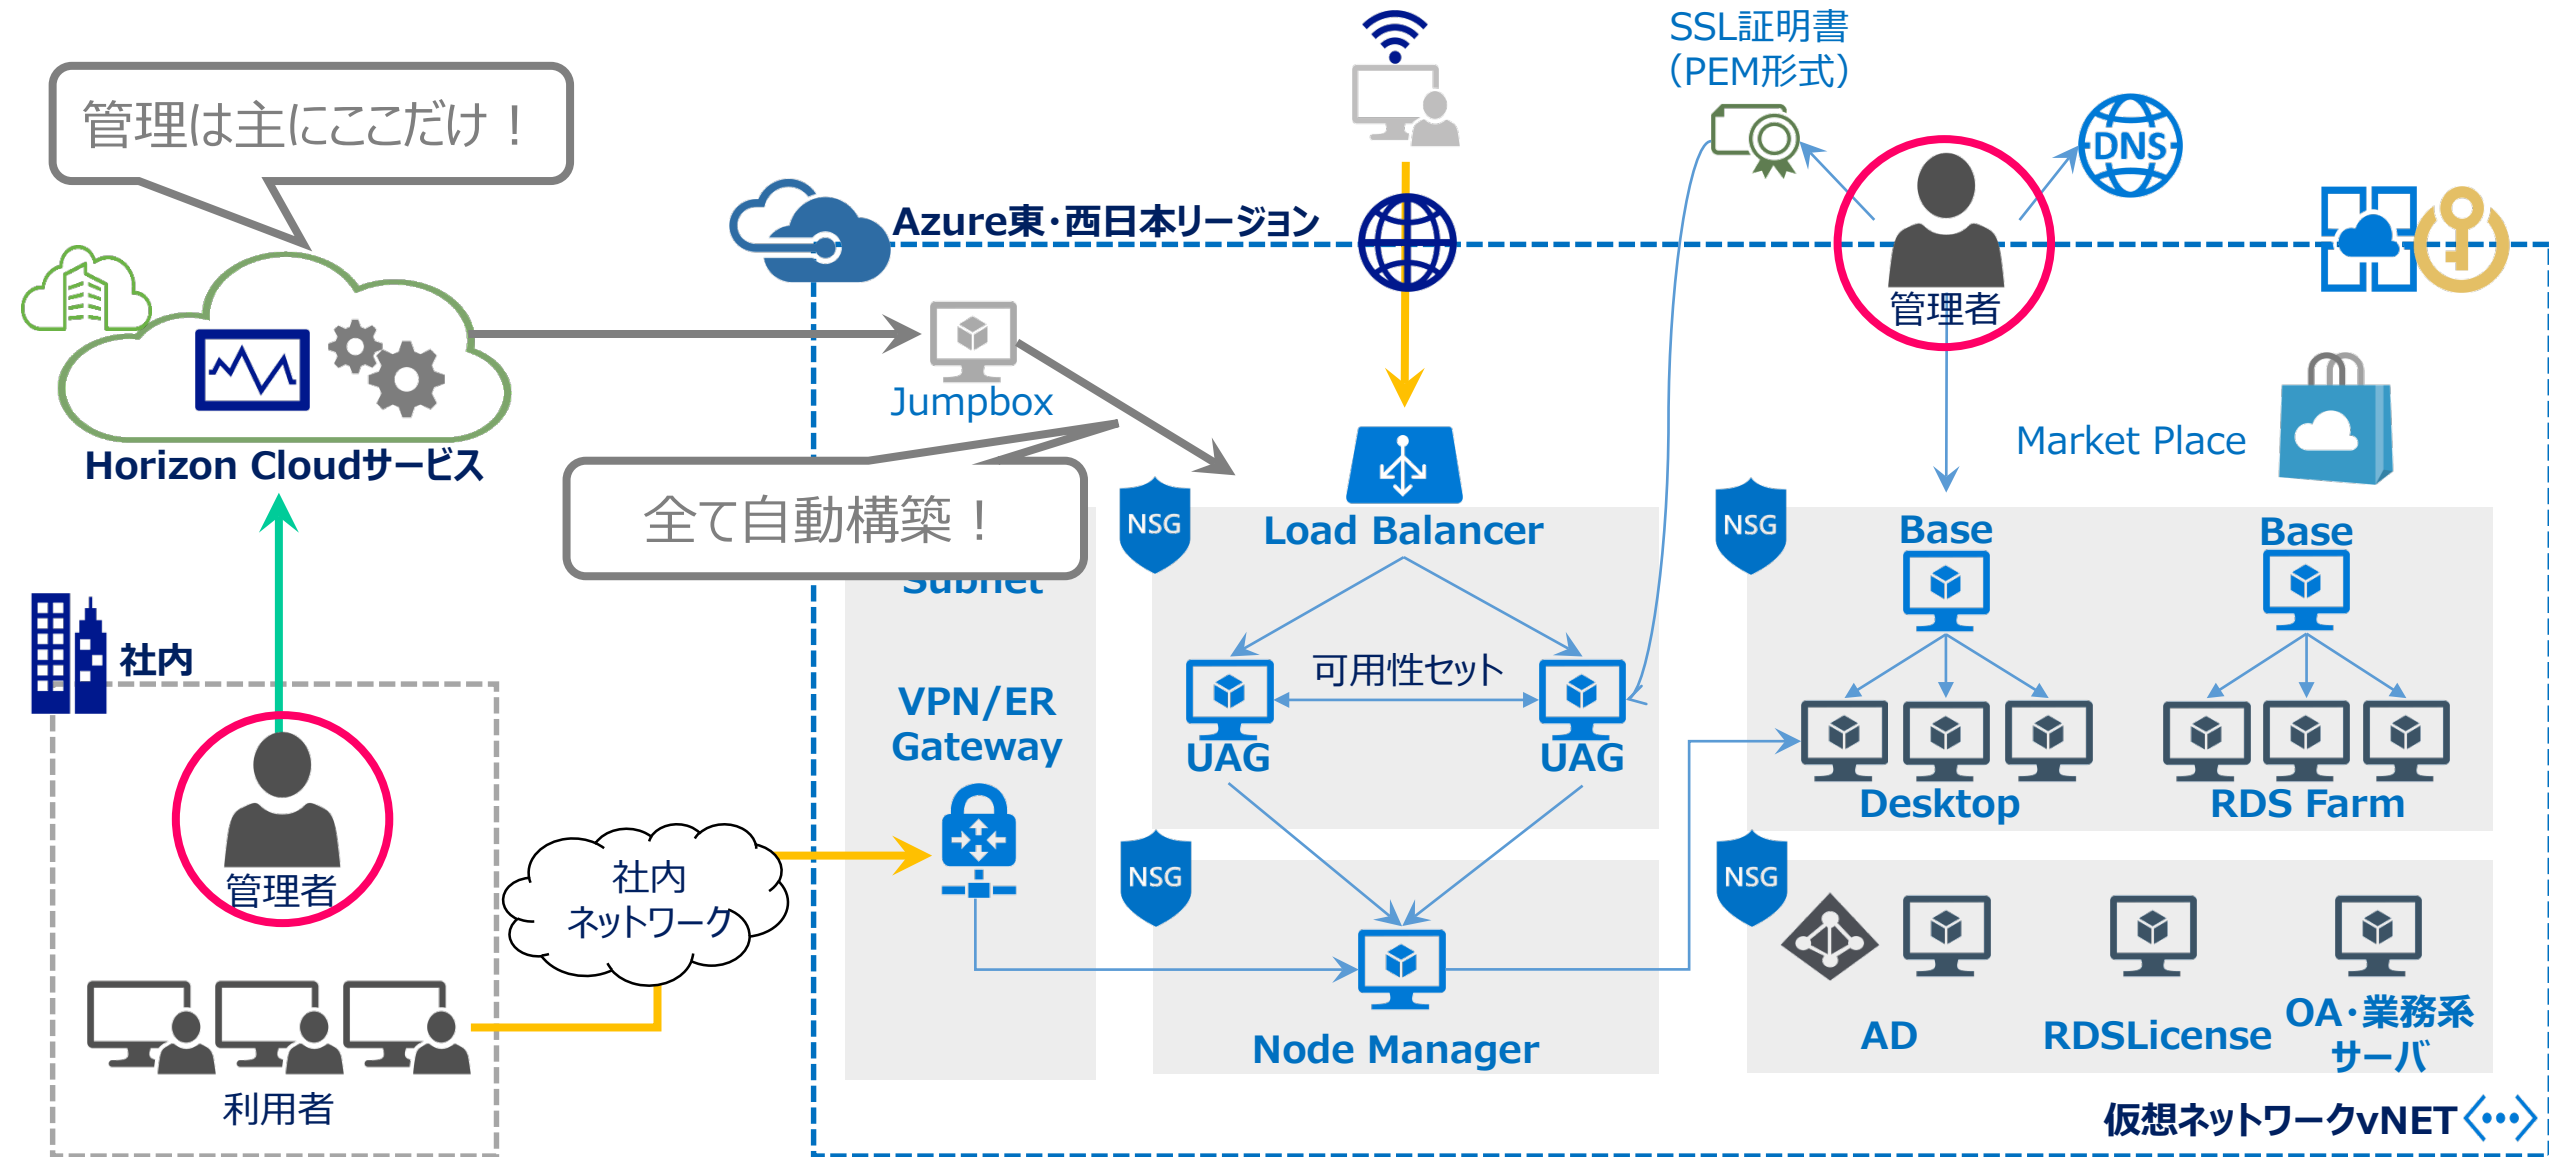 SSL証明書
（PEM形式）
管理は主にここだけ！
DNS
Azure東・西日本リージョン
管理者
Jumpbox
Market Place
Horizon Cloudサービス
全て自動構築！
NSG
Load Balancer
NSG
Base
Base
Subnet
社内
可用性セット
VPN/ER
Gateway
UAG
UAG
Desktop
RDS Farm
管理者
社内
ネットワーク
NSG
NSG
AD
RDSLicense
OA・業務系
サーバ
Node Manager
利用者
仮想ネットワークvNET